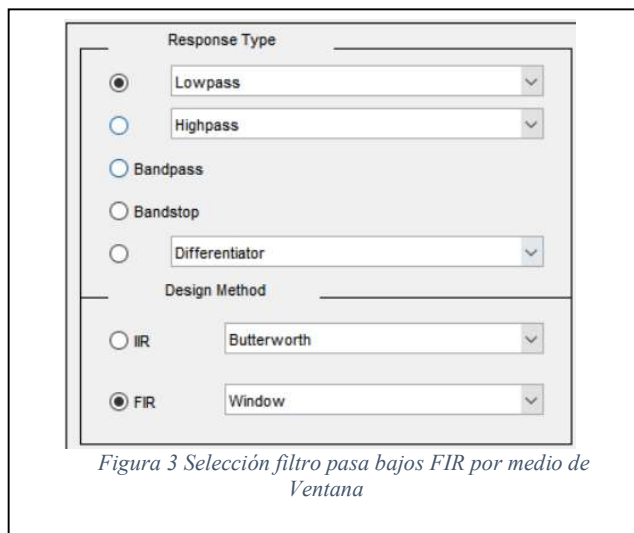 Response Type
Lowpass
Highpass
Bandpass
Bandstop
Differentiator
Design Method
IIR Butterworth
FIR Window
Figura 3 Selección filtro pasa bajos FIR por medio de
Ventana